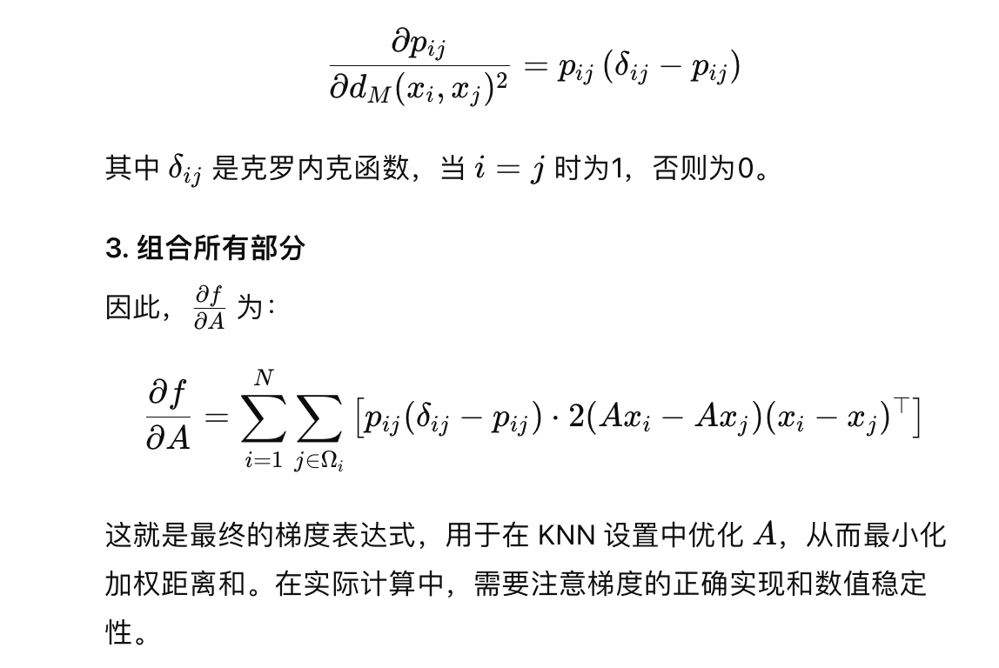 $$\frac{\partial p_{ij}}{\partial d_M(x_i, x_j)^2} = p_{ij}\left(\delta_{ij} - p_{ij}\right)$$
其中 $\delta_{ij}$ 是克罗内克函数，当 $i = j$ 时为1，否则为0。
3. 组合所有部分
因此，$\frac{\partial f}{\partial A}$ 为：
$$\frac{\partial f}{\partial A} = \sum_{i=1}^{N} \sum_{j \in \Omega_i} \left[p_{ij}(\delta_{ij} - p_{ij}) \cdot 2(Ax_i - Ax_j)(x_i - x_j)^\top\right]$$
这就是最终的梯度表达式，用于在 KNN 设置中优化 $A$，从而最小化
加权距离和。在实际计算中，需要注意梯度的正确实现和数值稳定
性。